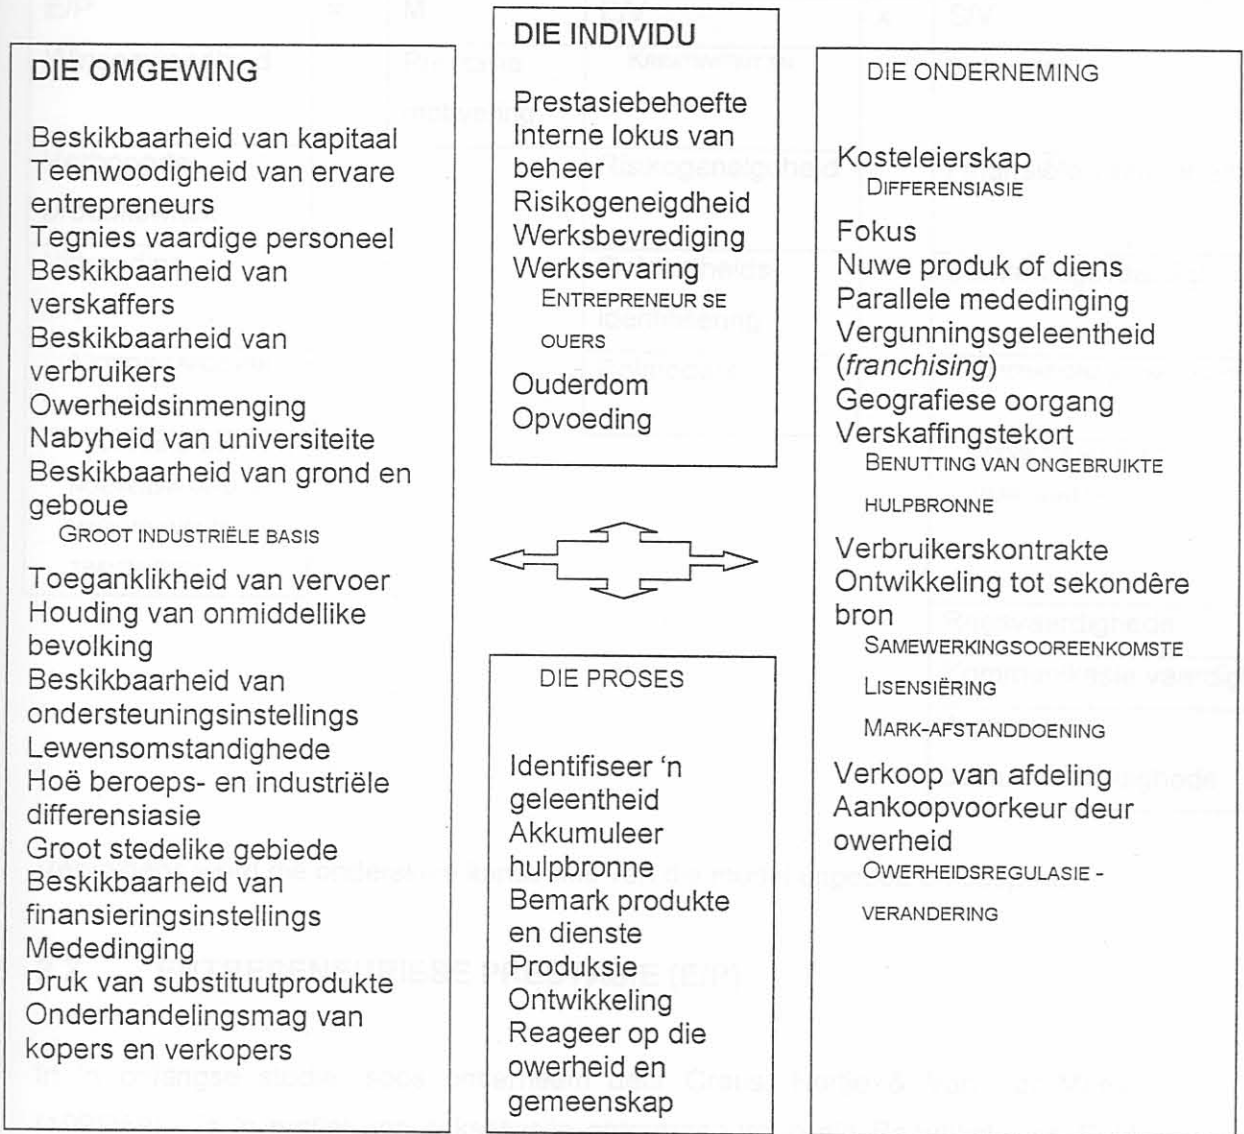 DIE OMGEWING
Beskikbaarheid van kapitaal
Teenwoodigheid van ervare
entrepreneurs
Tegnies vaardige personeel
Beskikbaarheid van
verskaffers
Beskikbaarheid van
verbruikers
Owerheidsinmenging
Nabyheid van universiteite
Beskikbaarheid van grond en
geboue
GROOT INDUSTRIËLE BASIS
Toeganklikheid van vervoer
Houding van onmiddellike
bevolking
Beskikbaarheid van
ondersteuningsinstellings
Lewensomstandighede
Hoë beroeps- en industriële
differensiasie
Groot stedelike gebiede
Beskikbaarheid van
finansieringsinstellings
Mededinging
Druk van substituutprodukte
Onderhandelingsmag van
kopers en verkopers
DIE INDIVIDU
Prestasiebehoefte
Interne lokus van
beheer
Risikogeneigdheid
Werksbevrediging
Werkservaring
ENTREPRENEUR SE
OUERS
Ouderdom
Opvoeding
DIE PROSES
Identifiseer 'n
geleentheid
Akkumuleer
hulpbronne
Bemark produkte
en dienste
Produksie
Ontwikkeling
Reageer op die
owerheid en
gemeenskap
DIE ONDERNEMING
Kosteleierskap
DIFFERENSIASIE
Fokus
Nuwe produk of diens
Parallele mededinging
Vergunningsgeleentheid
(franchising)
Geografiese oorgang
Verskaffingstekort
BENUTTING VAN ONGEBRUIKTE
HULPBRONNE
Verbruikerskontrakte
Ontwikkeling tot sekondêre
bron
SAMEWERKINGSOOREENKOMSTE
LISENSIËRING
MARK-AFSTANDDOENING
Verkoop van afdeling
Aankoopvoorkeur deur
owerheid
OWERHEIDSREGULASIE -
VERANDERING